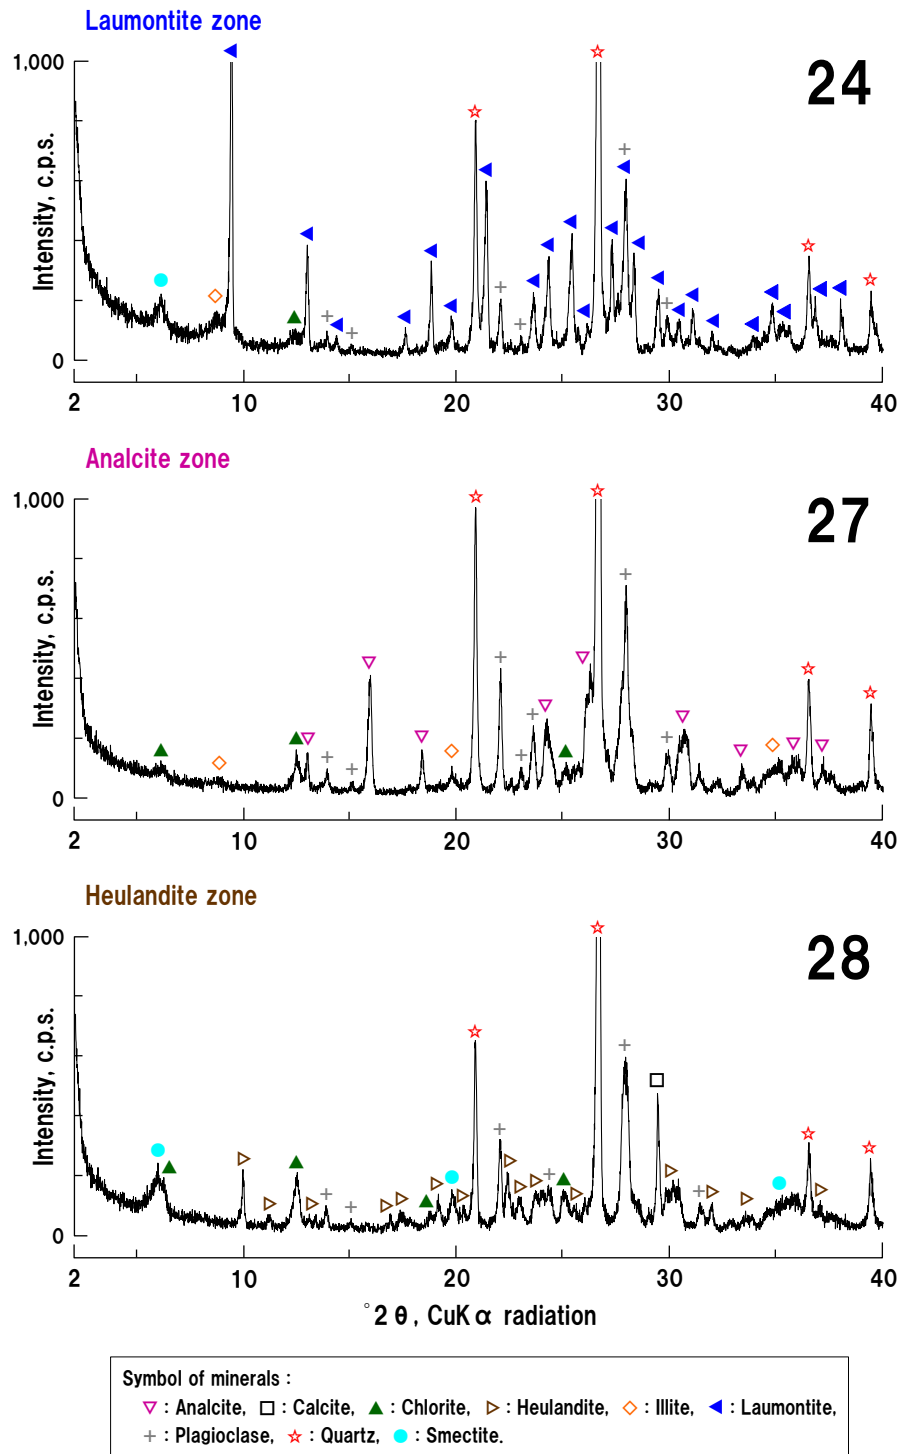 Laumontite zone
1,000
24
Intensity, c.p.s.
0
2 10 20 30 40
Analcite zone
1,000
27
Intensity, c.p.s.
0
2 10 20 30 40
Heulandite zone
1,000
28
Intensity, c.p.s.
0
2 10 20 30 40
°2 θ, CuK α radiation
Symbol of minerals :
▽ : Analcite, □ : Calcite, ▲ : Chlorite, ▷ : Heulandite, ◇ : Illite, ◀ : Laumontite,
+ : Plagioclase, ☆ : Quartz, ● : Smectite.